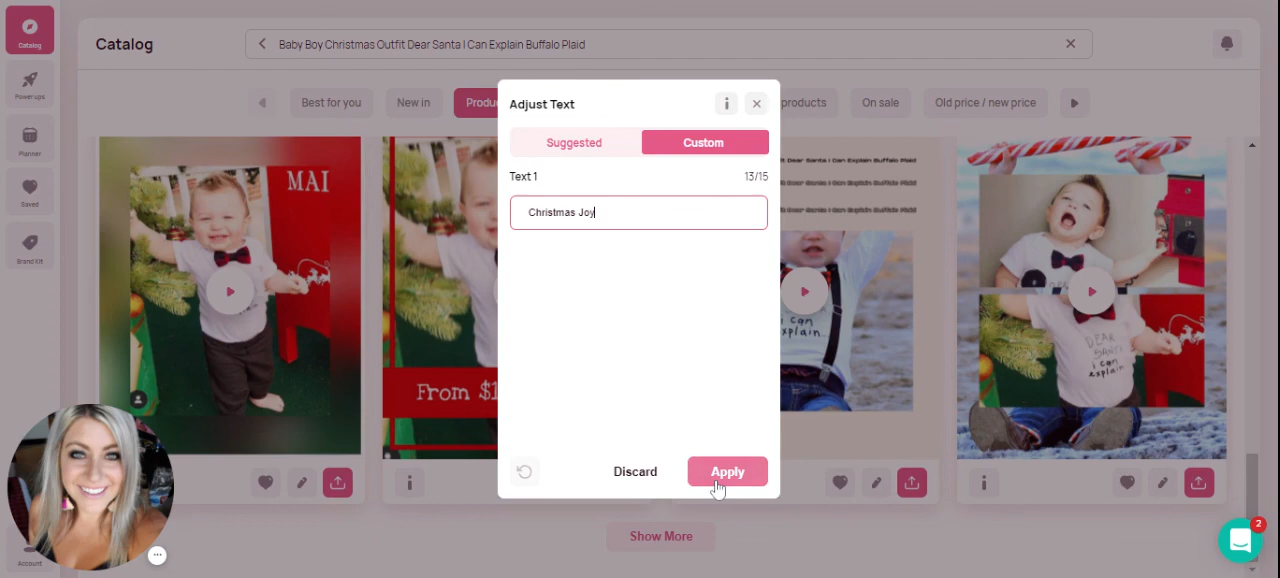 Catalog
Power ups
Planner
Saved
Brand Kit
Account
Catalog
Baby Boy Christmas Outfit Dear Santa I Can Explain Buffalo Plaid
Best for you
New in
Produc
products
On sale
Old price / new price
Adjust Text
Suggested
Custom
Text 1
13/15
Christmas Joy
Discard
Apply
MAI
From $1
t Dear Santa I Can Explain Buffalo Plaid
t Dear Santa I Can Explain Buffalo Plaid
t Dear Santa I Can Explain Buffalo Plaid
i can
explain.
DEAR
SANTA
i can
explain
Show More
2